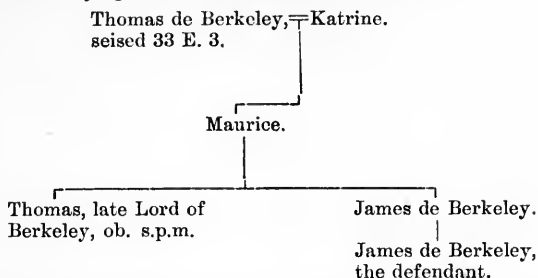 Thomas de Berkeley,=Katrine.
seised 33 E. 3.
Maurice.
Thomas, late Lord of
Berkeley, ob. s.p.m.
James de Berkeley.
James de Berkeley,
the defendant.